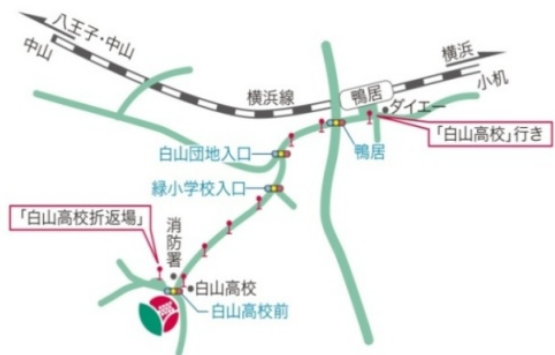 八王子・中山
中山
横浜線
鴨居
横浜
小机
ダイエー
「白山高校」行き
鴨居
白山団地入口
緑小学校入口
「白山高校折返場」
消防署
白山高校
白山高校前